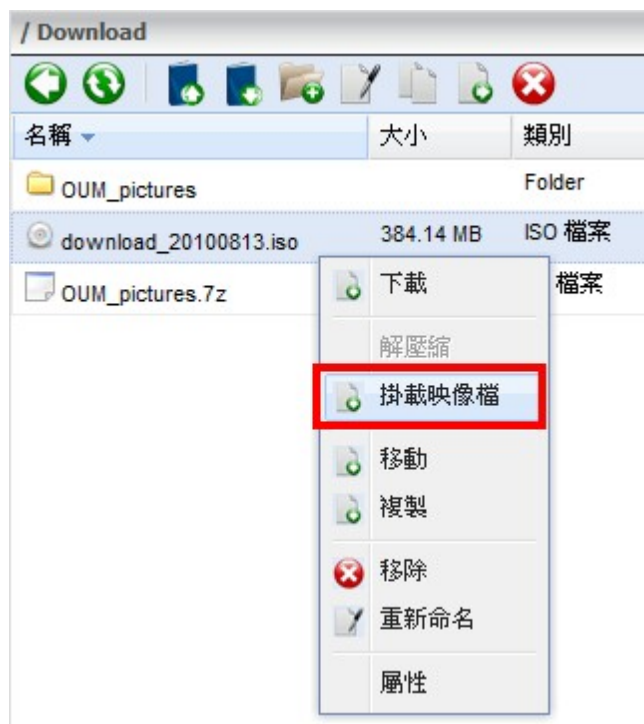 / Download
名稱 大小 類別
OUM_pictures Folder
download_20100813.iso 384.14 MB ISO 檔案
OUM_pictures.7z 檔案
下載
解壓縮
掛載映像檔
移動
複製
移除
重新命名
屬性